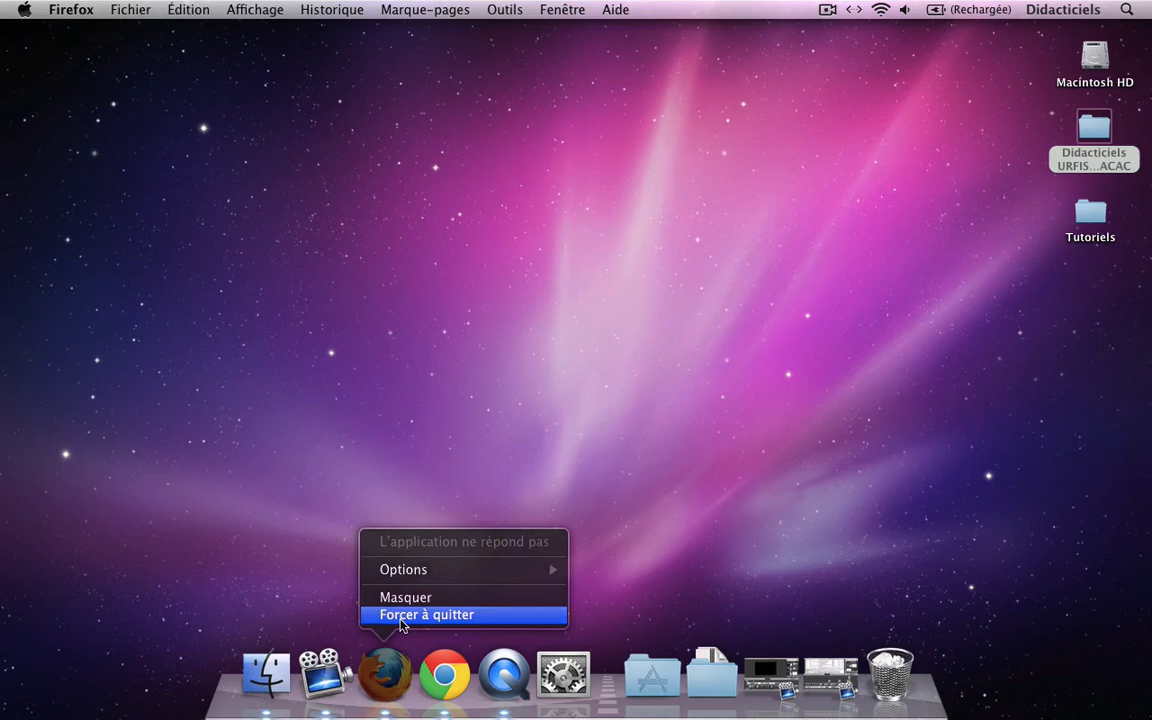 Firefox Fichier Édition Affichage Historique Marque-pages Outils Fenêtre Aide (Rechargée) Didacticiels
Macintosh HD
Didacticiels
URFIS...ACAC
Tutoriels
L'application ne répond pas
Options
Masquer
Forcer à quitter